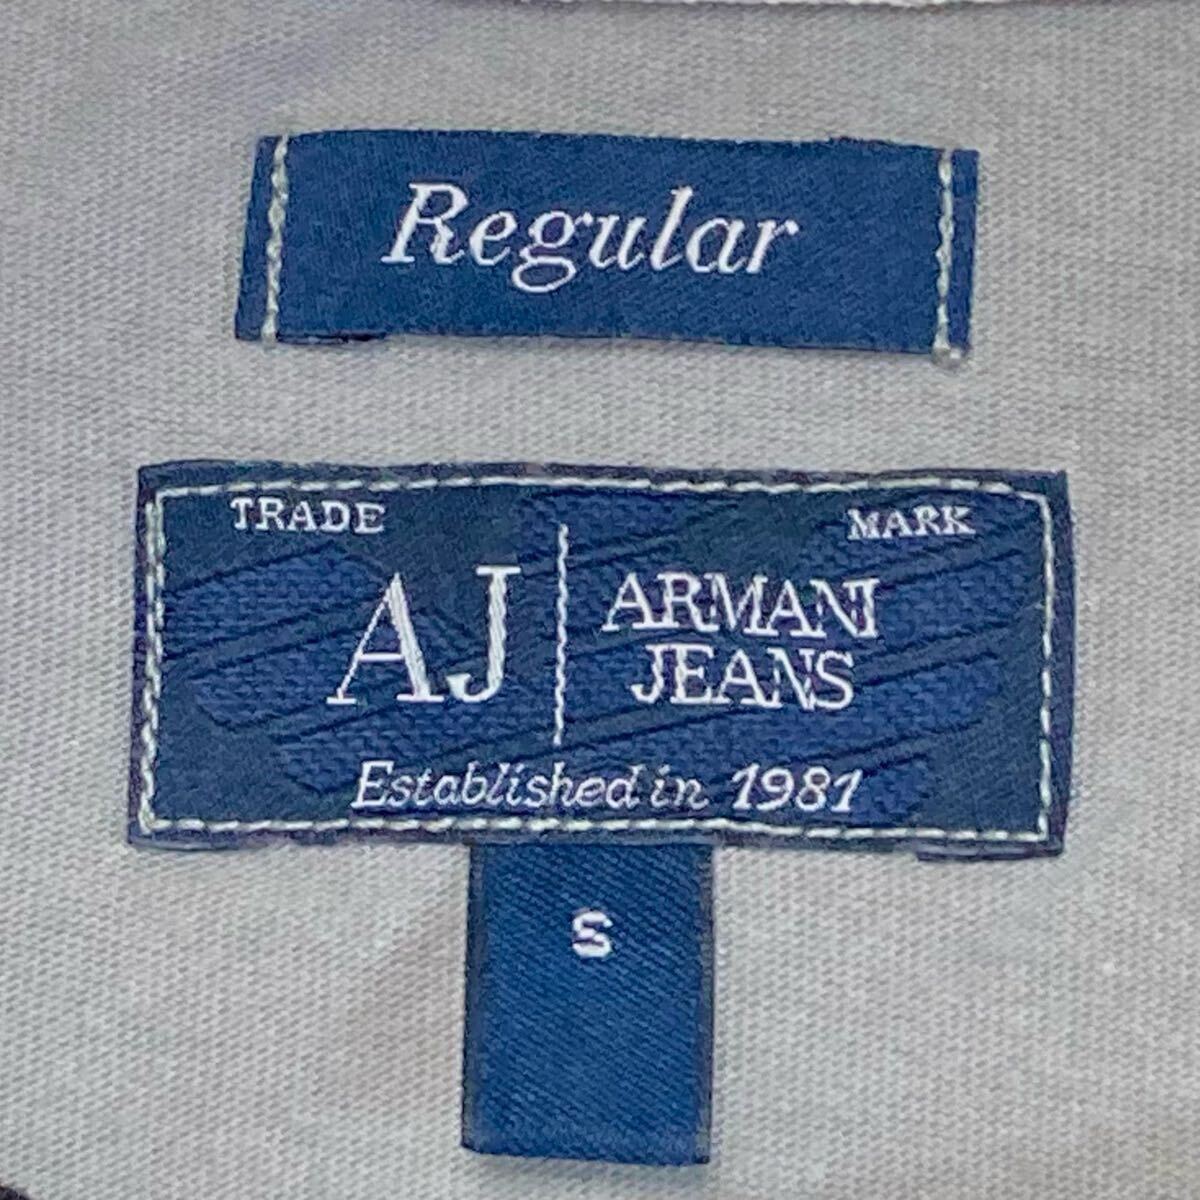 Regular
TRADE MARK
AJ ARMANI
JEANS
Established in 1981
S